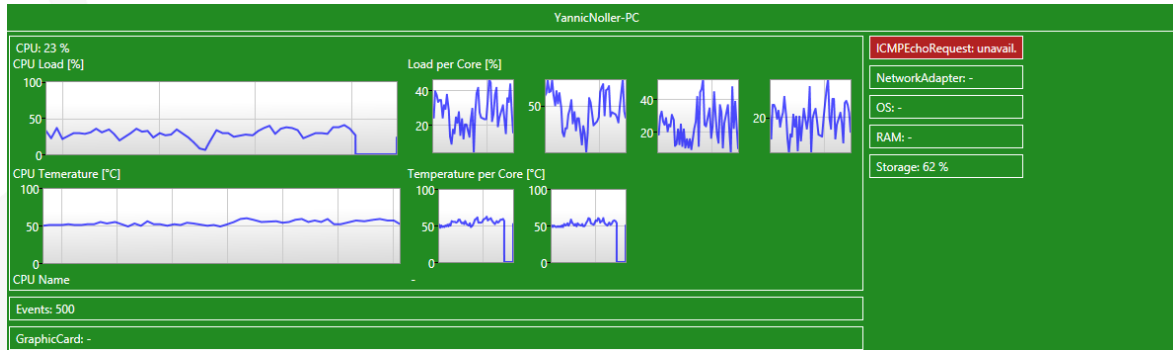 YannicNoller-PC
CPU: 23 %
CPU Load [%]
100
50
0
Load per Core [%]
40
20
50
40
20
20
CPU Temerature [°C]
100
50
0
Temperature per Core [°C]
100
50
0
100
50
0
CPU Name
-
Events: 500
GraphicCard: -
ICMPEchoRequest: unavail.
NetworkAdapter: -
OS: -
RAM: -
Storage: 62 %